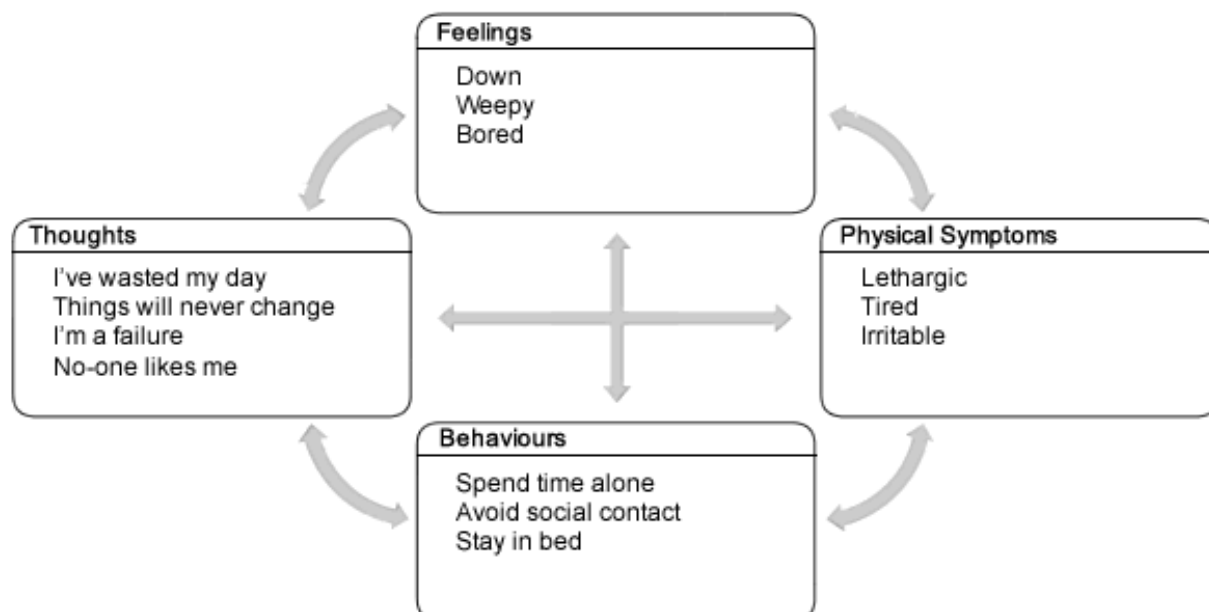 Feelings
Down
Weepy
Bored
Thoughts
I've wasted my day
Things will never change
I'm a failure
No-one likes me
Physical Symptoms
Lethargic
Tired
Irritable
Behaviours
Spend time alone
Avoid social contact
Stay in bed